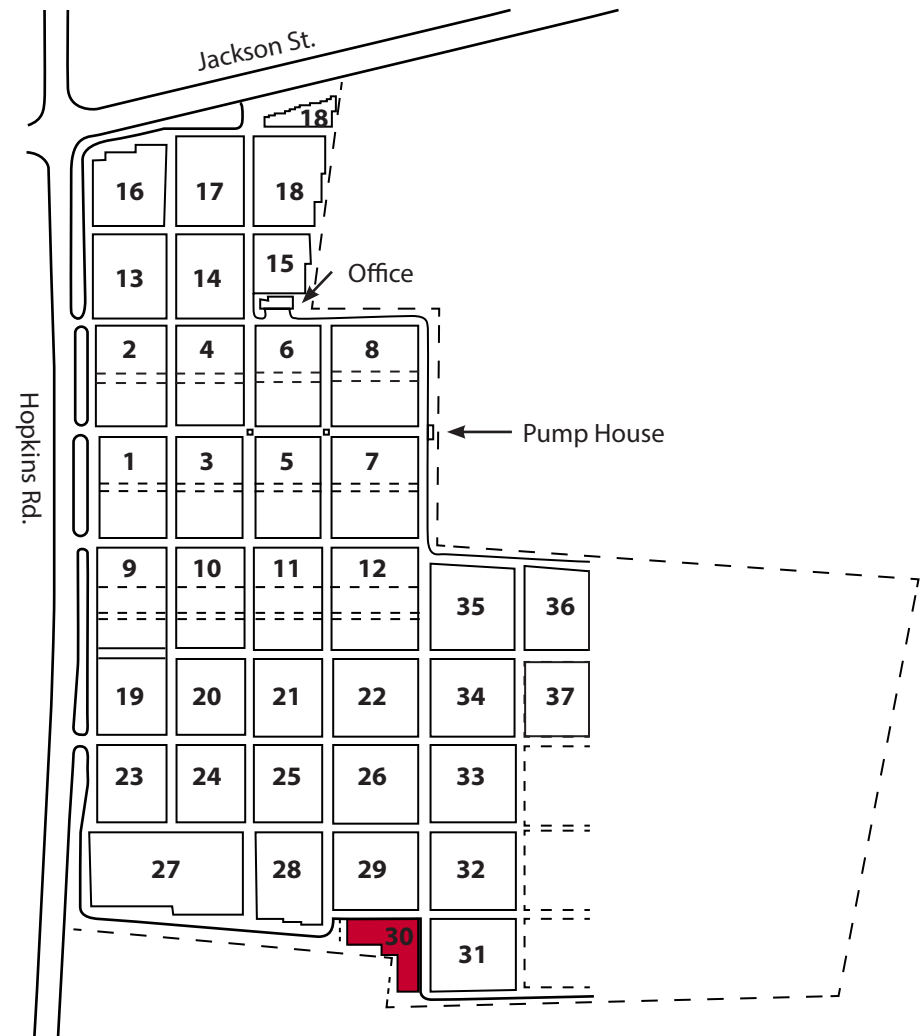 Jackson St.
18
16 17 18
13 14 15
Office
2 4 6 8
Hopkins Rd.
Pump House
1 3 5 7
9 10 11 12
35 36
19 20 21 22 34 37
23 24 25 26 33
27 28 29 32
30 31